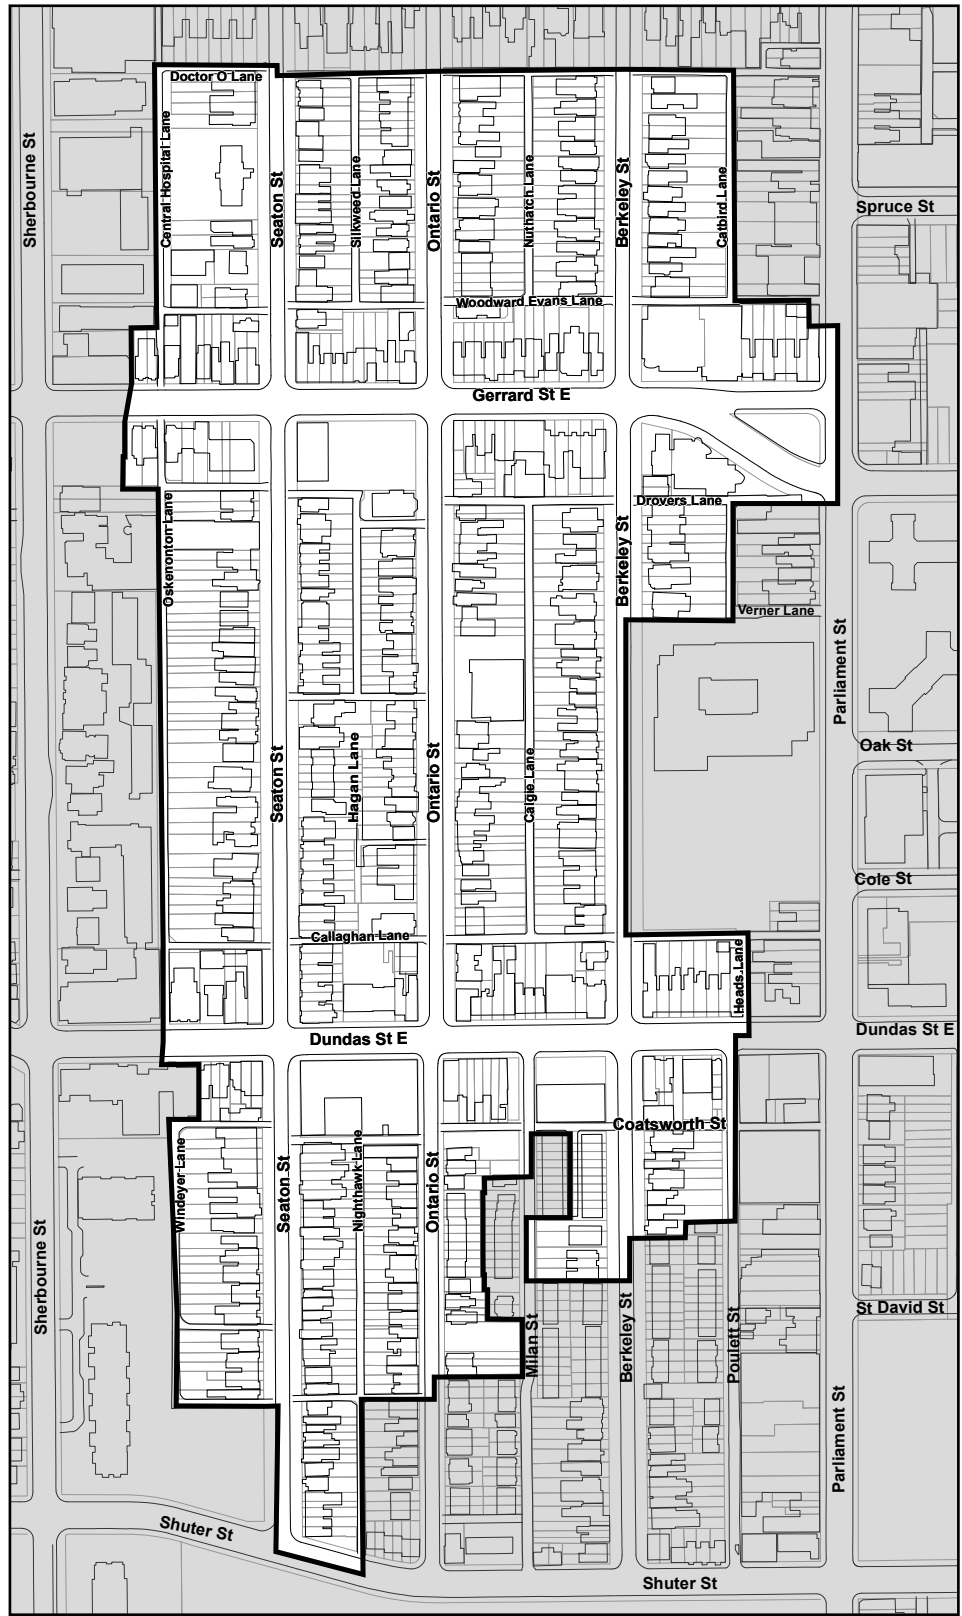 Doctor O Lane
Sherbourne St
Central Hospital Lane
Seaton St
Silkweed Lane
Ontario St
Nuthatch Lane
Berkeley St
Catbird Lane
Spruce St
Woodward Evans Lane
Gerrard St E
Oskenonton Lane
Drovers Lane
Berkeley St
Verner Lane
Parliament St
Oak St
Seaton St
Hagan Lane
Ontario St
Calgie Lane
Cole St
Callaghan Lane
Heads Lane
Dundas St E
Dundas St E
Coatsworth St
Windeyer Lane
Seaton St
Nighthawk Lane
Ontario St
Sherbourne St
St David St
Milan St
Berkeley St
Poulett St
Parliament St
Shuter St
Shuter St